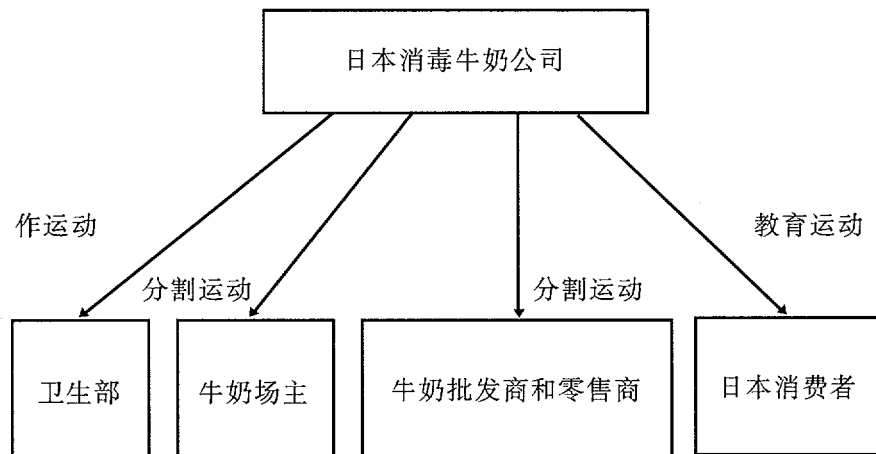 日本消毒牛奶公司
作运动
教育运动
分割运动
分割运动
卫生部
牛奶场主
牛奶批发商和零售商
日本消费者